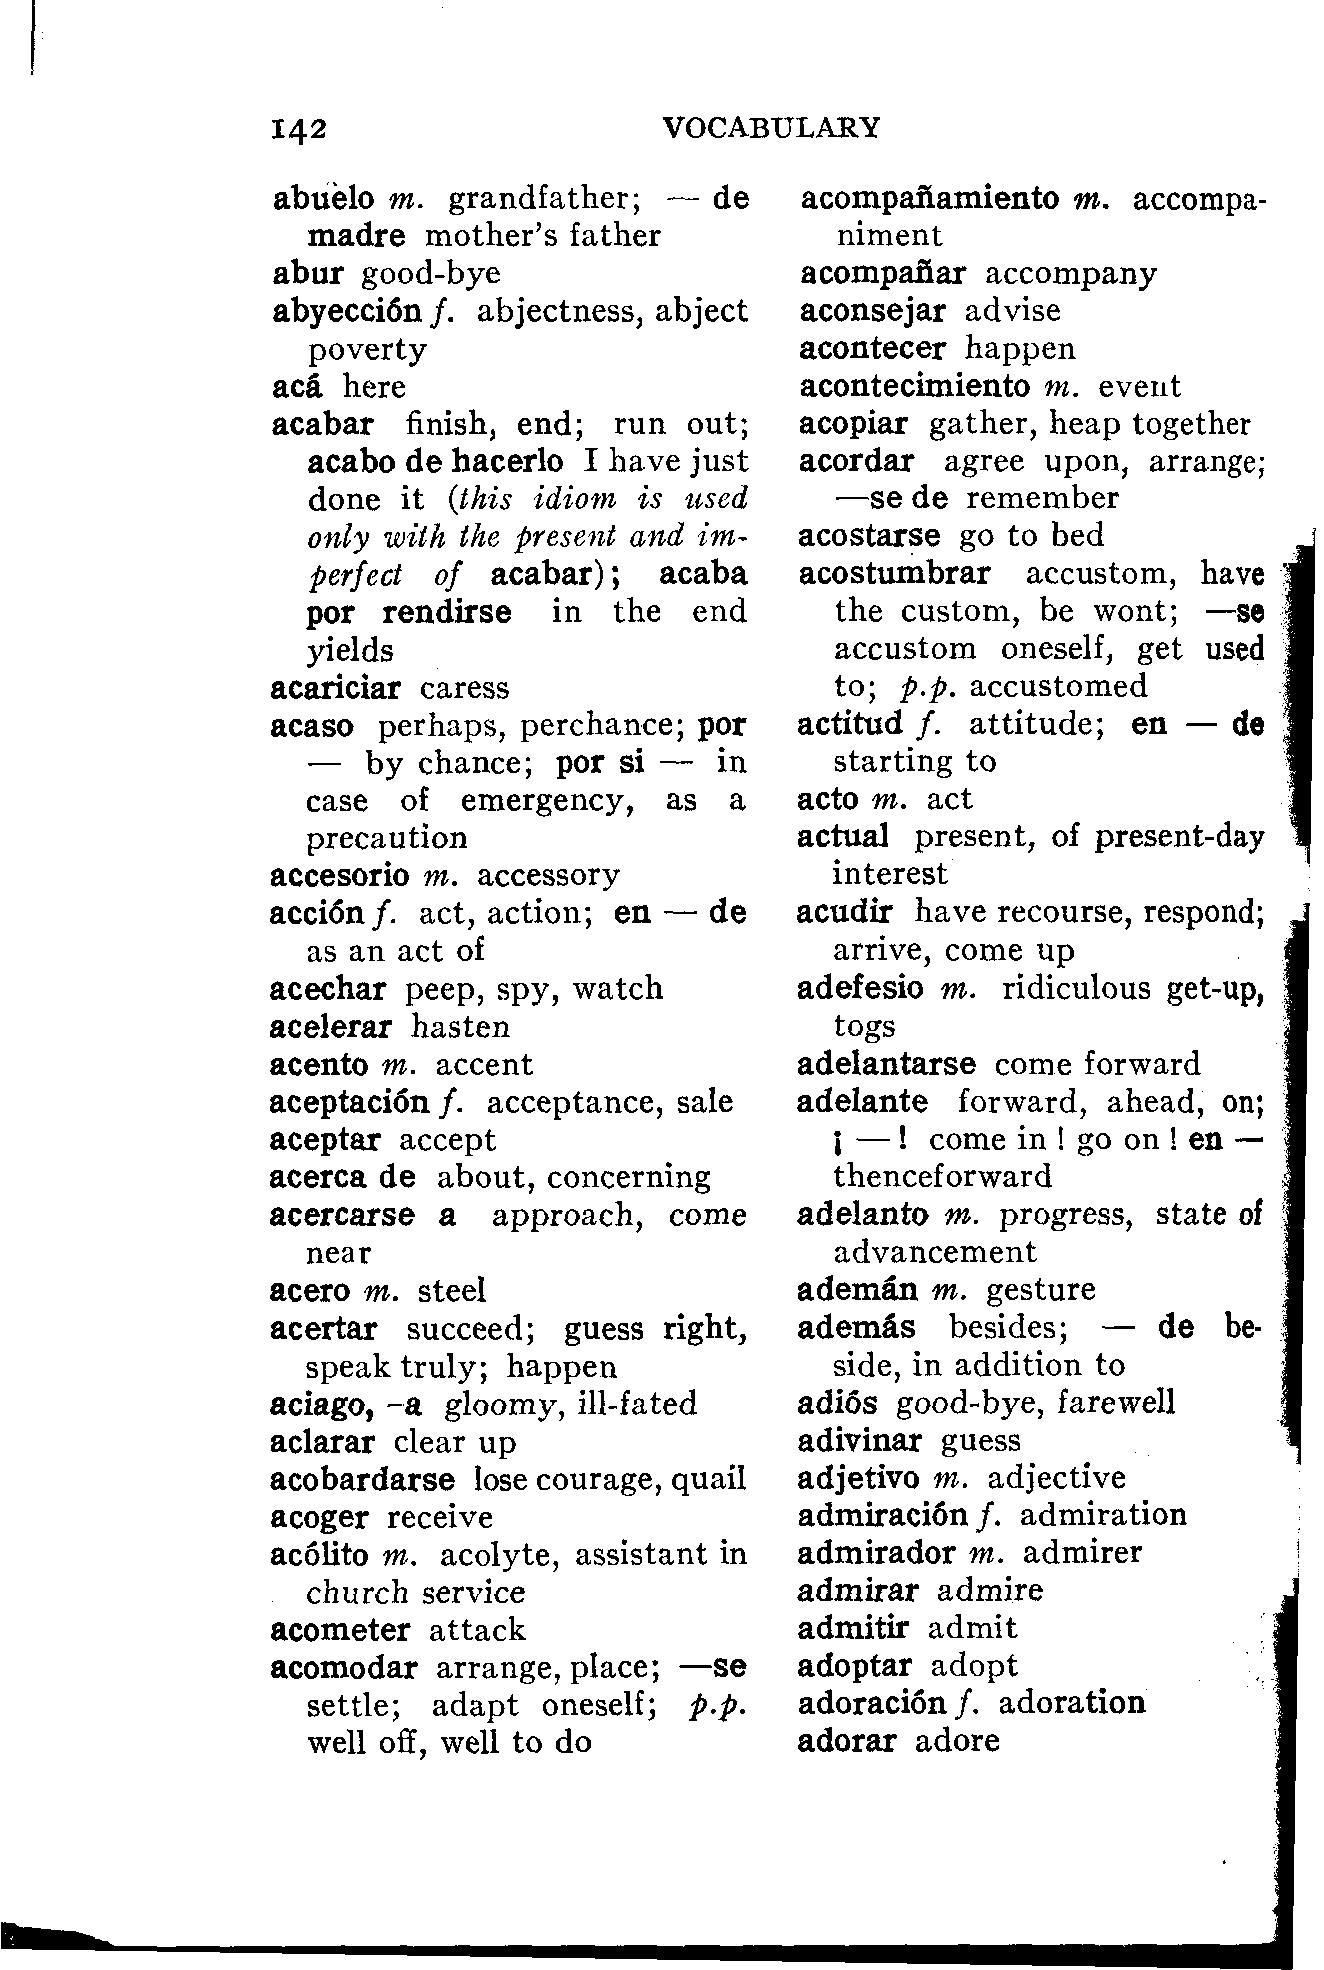 142 VOCABULARY
abuelo m. grandfather; — de
madre mother's father
abur good-bye
abyección f. abjectness, abject
poverty
acá here
acabar finish, end; run out;
acabo de hacerlo I have just
done it (this idiom is used
only with the present and im-
perfect of acabar); acaba
por rendirse in the end
yields
acariciar caress
acaso perhaps, perchance; por
— by chance; por si — in
case of emergency, as a
precaution
accesorio m. accessory
acción f. act, action; en — de
as an act of
acechar peep, spy, watch
acelerar hasten
acento m. accent
aceptación f. acceptance, sale
aceptar accept
acerca de about, concerning
acercarse a approach, come
near
acero m. steel
acertar succeed; guess right,
speak truly; happen
aciago, -a gloomy, ill-fated
aclarar clear up
acobardarse lose courage, quail
acoger receive
acólito m. acolyte, assistant in
church service
acometer attack
acomodar arrange, place; —se
settle; adapt oneself; p.p.
well off, well to do
acompañamiento m. accompa-
niment
acompañar accompany
aconsejar advise
acontecer happen
acontecimiento m. event
acopiar gather, heap together
acordar agree upon, arrange;
—se de remember
acostarse go to bed
acostumbrar accustom, have
the custom, be wont; —se
accustom oneself, get used
to; p.p. accustomed
actitud f. attitude; en — de
starting to
acto m. act
actual present, of present-day
interest
acudir have recourse, respond;
arrive, come up
adefesio m. ridiculous get-up,
togs
adelantarse come forward
adelante forward, ahead, on;
¡ — ! come in ! go on ! en —
thenceforward
adelanto m. progress, state of
advancement
ademán m. gesture
además besides; — de be-
side, in addition to
adiós good-bye, farewell
adivinar guess
adjetivo m. adjective
admiración f. admiration
admirador m. admirer
admirar admire
admitir admit
adoptar adopt
adoración f. adoration
adorar adore